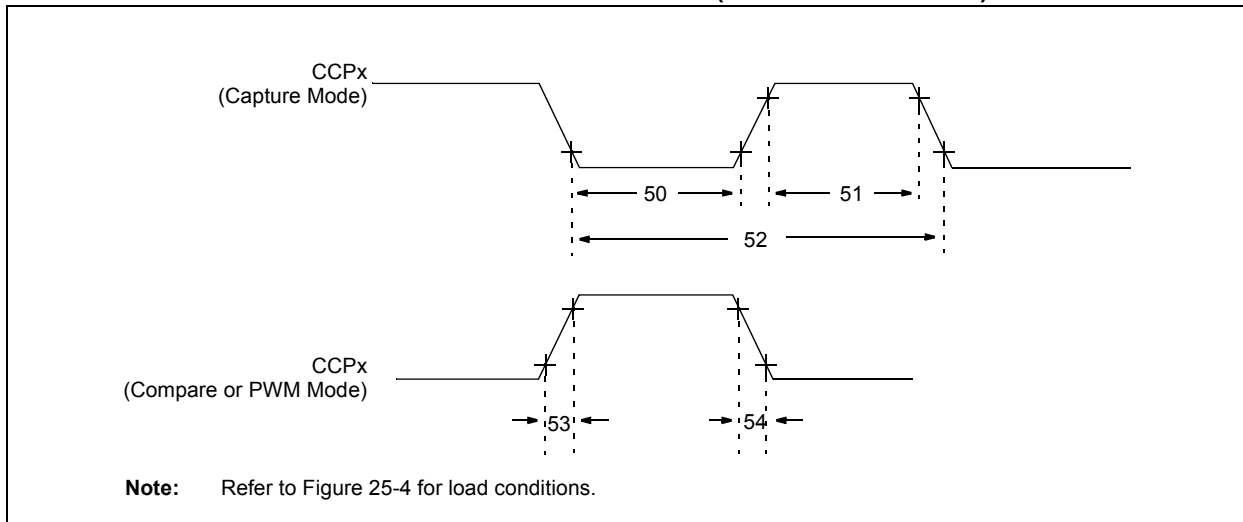 CCPx
(Capture Mode)
50
51
52
CCPx
(Compare or PWM Mode)
53
54
Note: Refer to Figure 25-4 for load conditions.